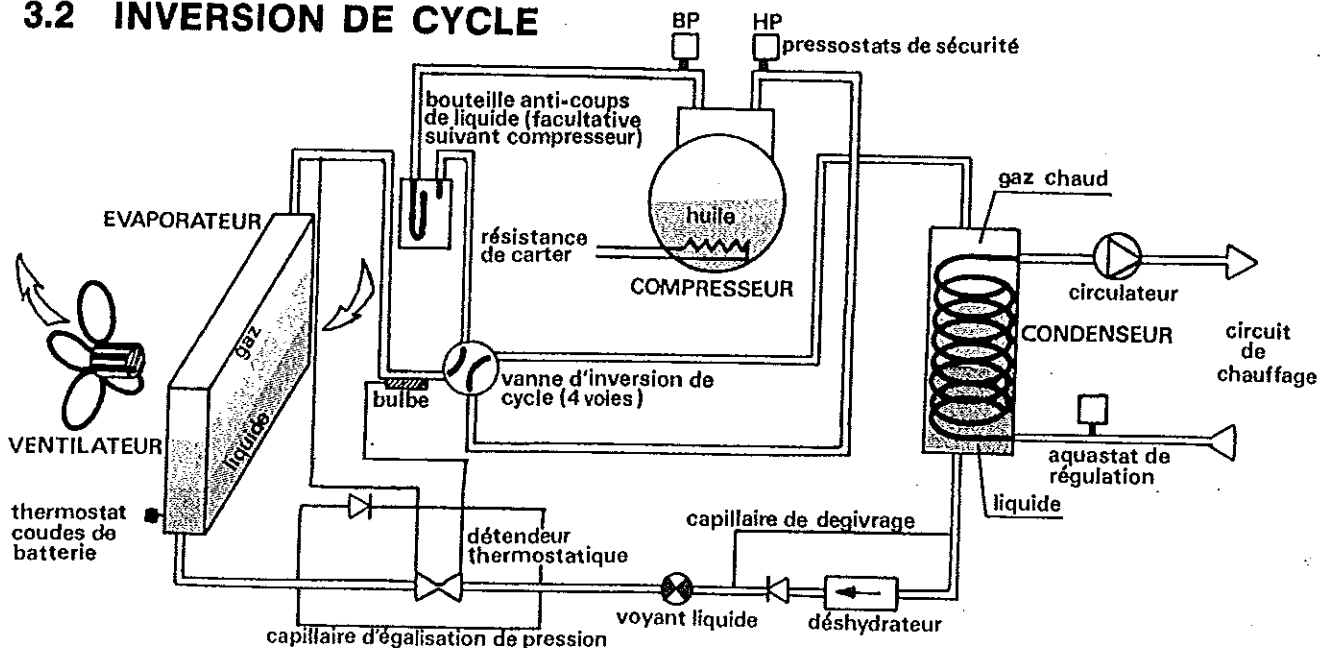 3.2 INVERSION DE CYCLE
BP
HP
pressostats de sécurité
bouteille anti-coups
de liquide (facultative
suivant compresseur)
gaz chaud
EVAPORATEUR
huile
résistance
de carter
COMPRESSEUR
circulateur
CONDENSEUR
circuit
de
chauffage
gaz
liquide
vanne d'inversion de
cycle (4 voies)
bulbe
VENTILATEUR
aquastat de
régulation
liquide
thermostat
coudes de
batterie
détendeur
thermostatique
capillaire de degivrage
voyant liquide
déshydrateur
capillaire d'égalisation de pression